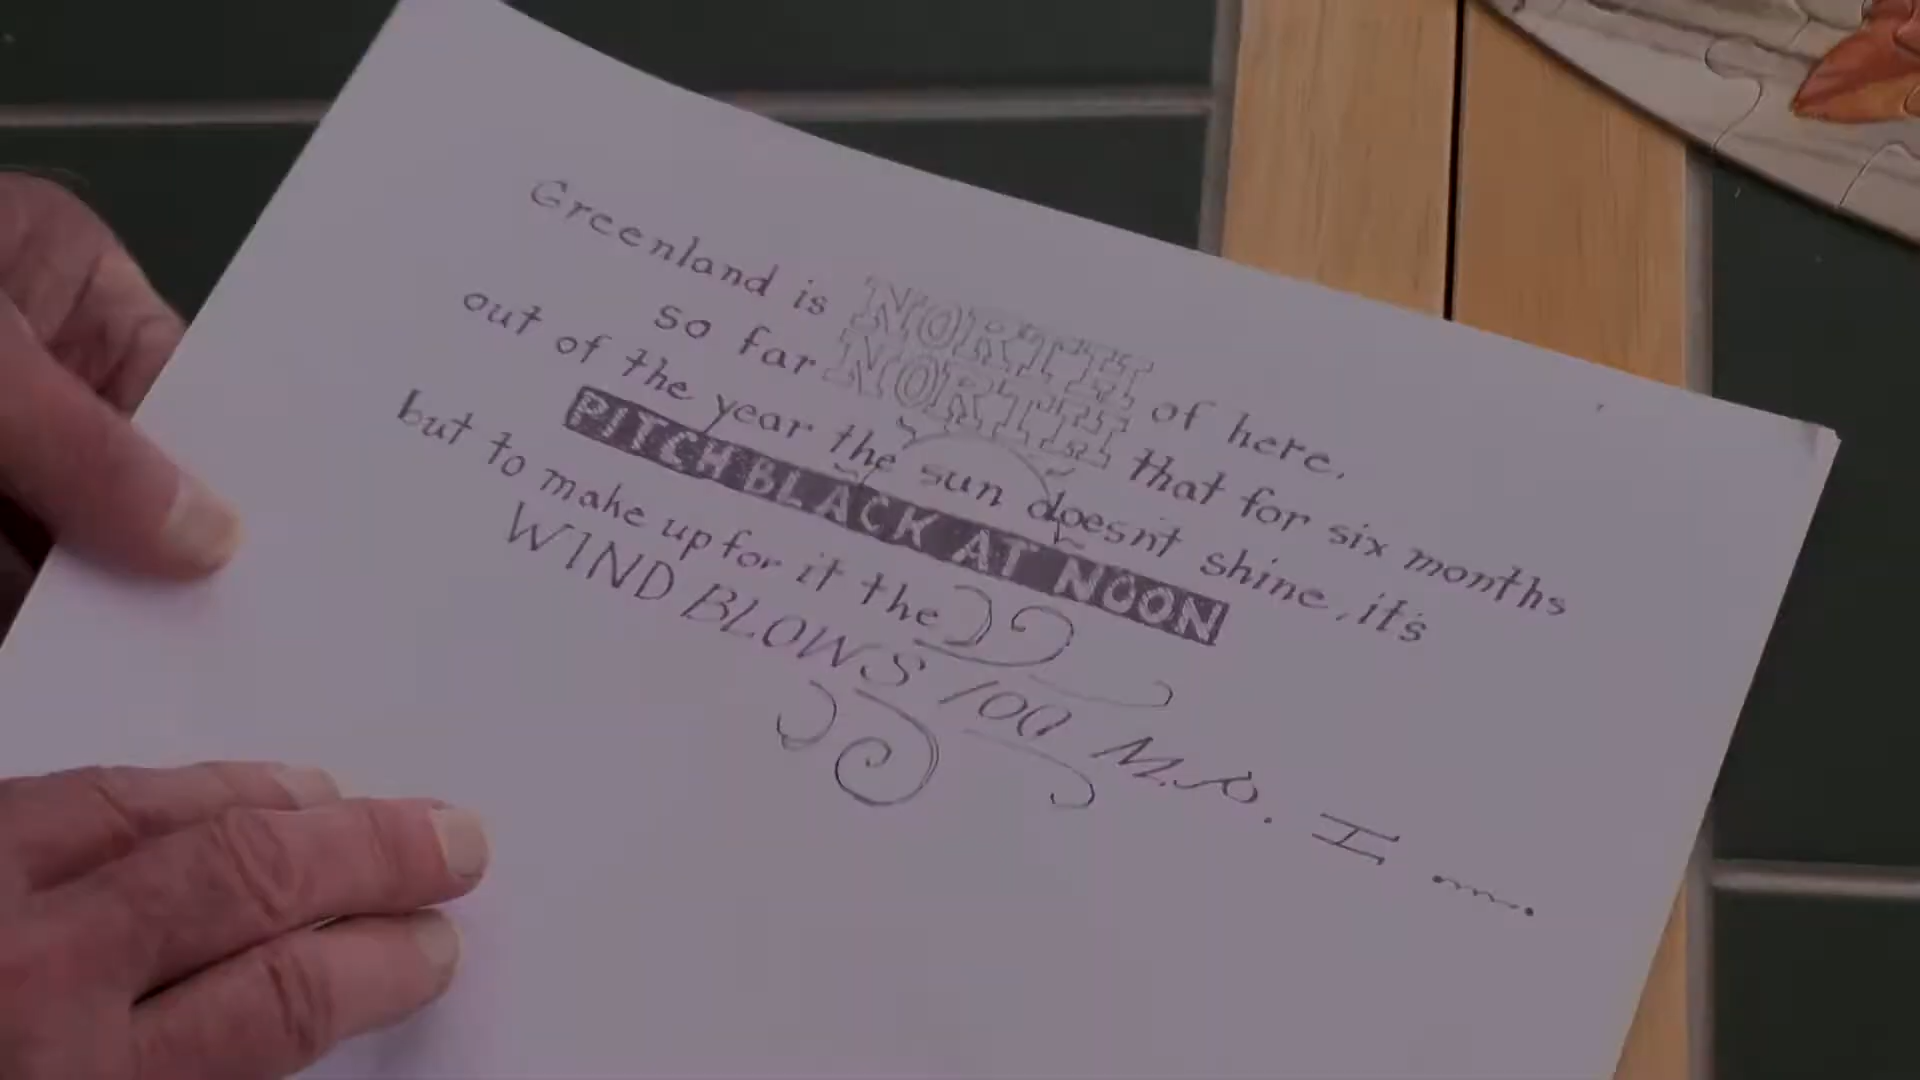 Greenland is NORTH of here,
so far NORTH that for six months
out of the year the sun doesn't shine, it's
PITCH BLACK AT NOON
but to make up for it the
WIND BLOWS 100 M.P. H